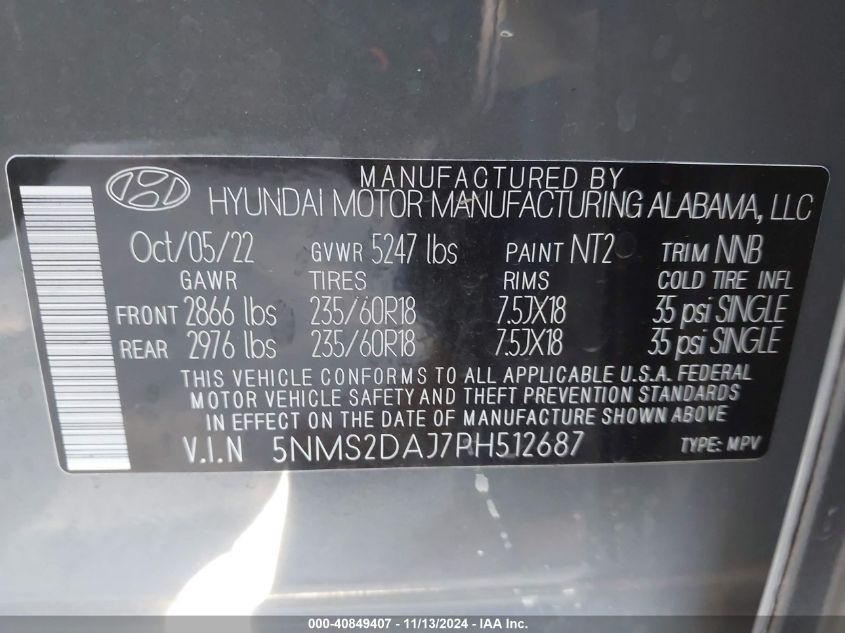 MANUFACTURED BY
HYUNDAI MOTOR MANUFACTURING ALABAMA, LLC
Oct/05/22 GVWR 5247 lbs PAINT NT2 TRIM NNB
GAWR TIRES RIMS COLD TIRE INFL
FRONT 2866 lbs 235/60R18 7.5JX18 35 psi SINGLE
REAR 2976 lbs 235/60R18 7.5JX18 35 psi SINGLE
THIS VEHICLE CONFORMS TO ALL APPLICABLE U.S.A. FEDERAL
MOTOR VEHICLE SAFETY AND THEFT PREVENTION STANDARDS
IN EFFECT ON THE DATE OF MANUFACTURE SHOWN ABOVE.
V.I.N 5NMS2DAJ7PH512687 TYPE: MPV
000-40849407 - 11/13/2024 - IAA Inc.